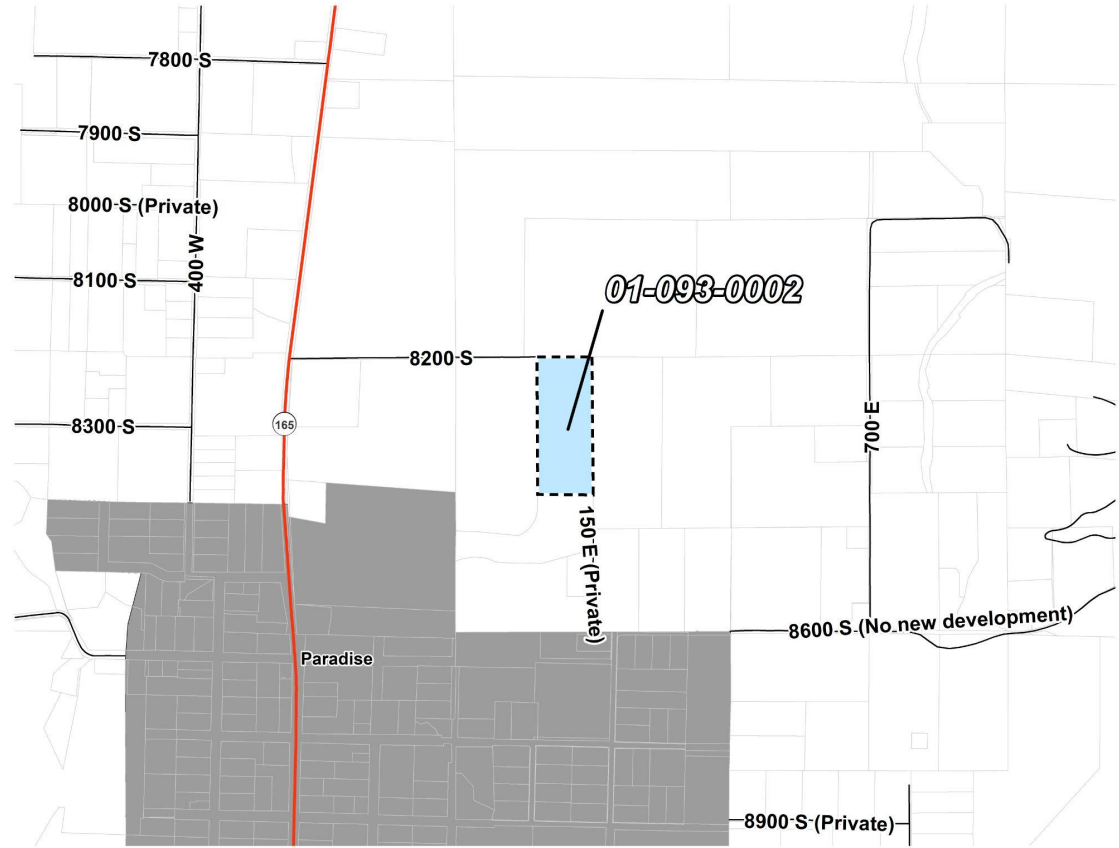 7800 S
7900 S
8000 S (Private)
400 W
8100 S
01-093-0002
8200 S
165
8300 S
700 E
150 E (Private)
8600 S (No new development)
Paradise
8900 S (Private)